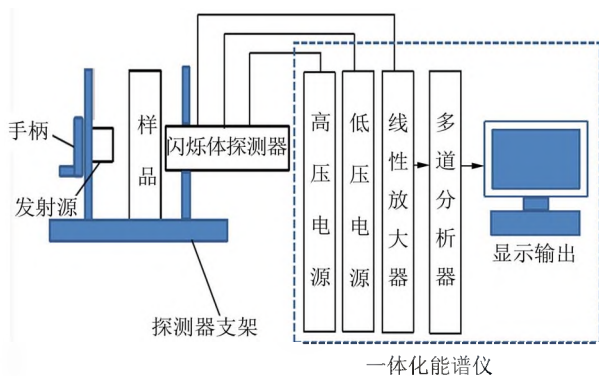 手柄
发射源
样品
闪烁体探测器
探测器支架
高压电源
低压电源
线性放大器
多道分析器
显示输出
一体化能谱仪